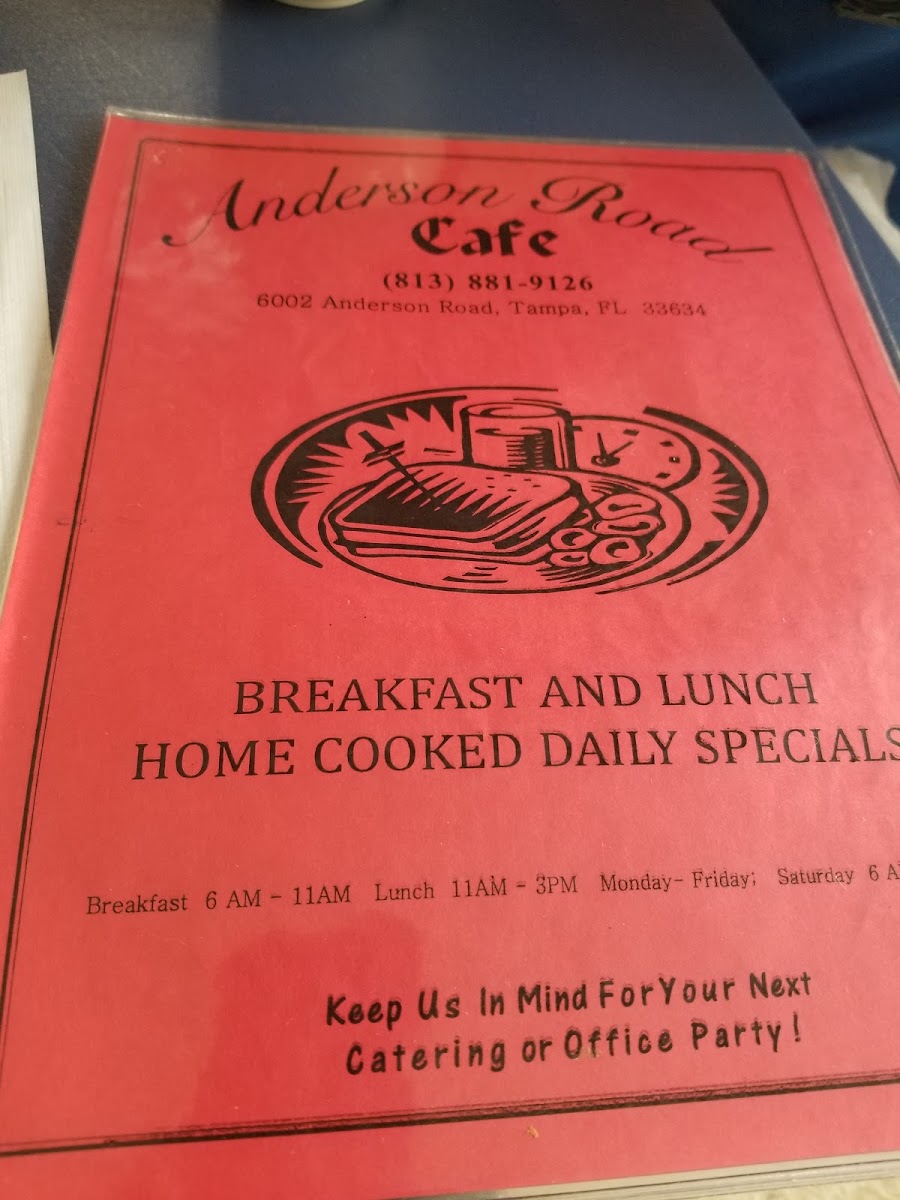 Anderson Road
Cafe
(813) 881-9126
6002 Anderson Road, Tampa, FL 33634
BREAKFAST AND LUNCH
HOME COOKED DAILY SPECIALS
Breakfast 6 AM - 11AM Lunch 11AM - 3PM Monday- Friday; Saturday 6
Keep Us In Mind For Your Next
Catering or Office Party!